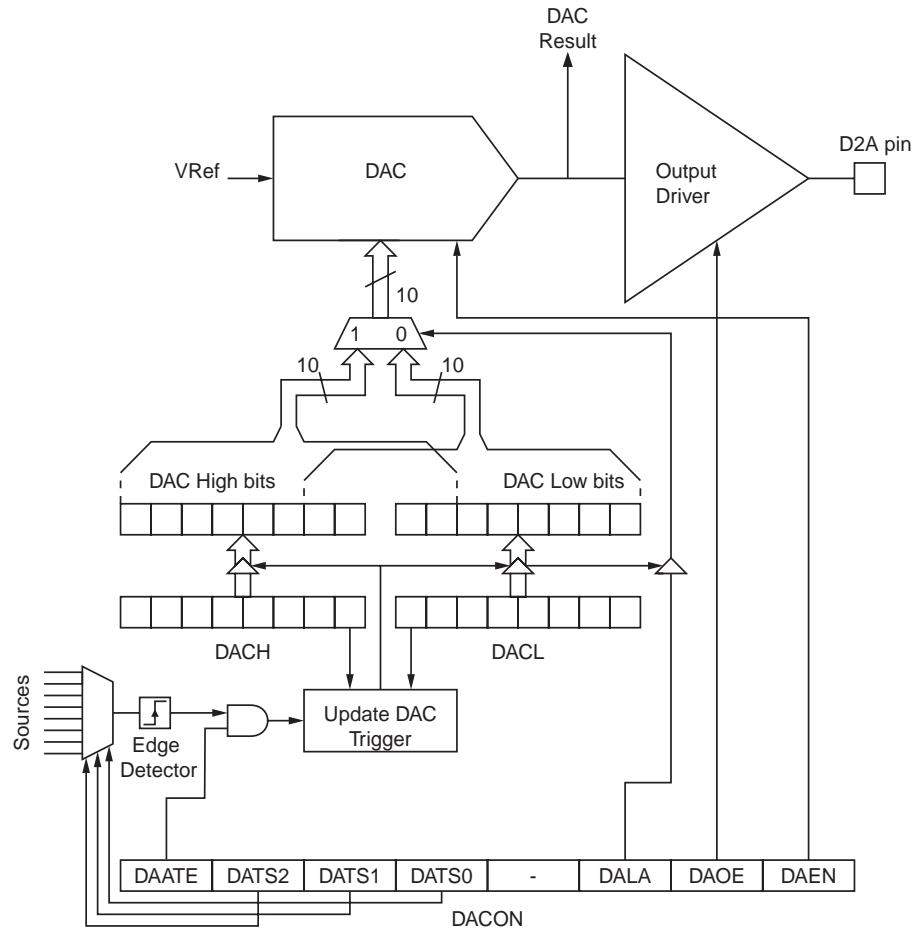 DAC
Result
D2A pin
VRef
DAC
Output
Driver
10
1 0
10
10
DAC High bits
DAC Low bits
DACH
DACL
Sources
Edge
Detector
Update DAC
Trigger
DAATE DATS2 DATS1 DATS0 - DALA DAOE DAEN
DACON